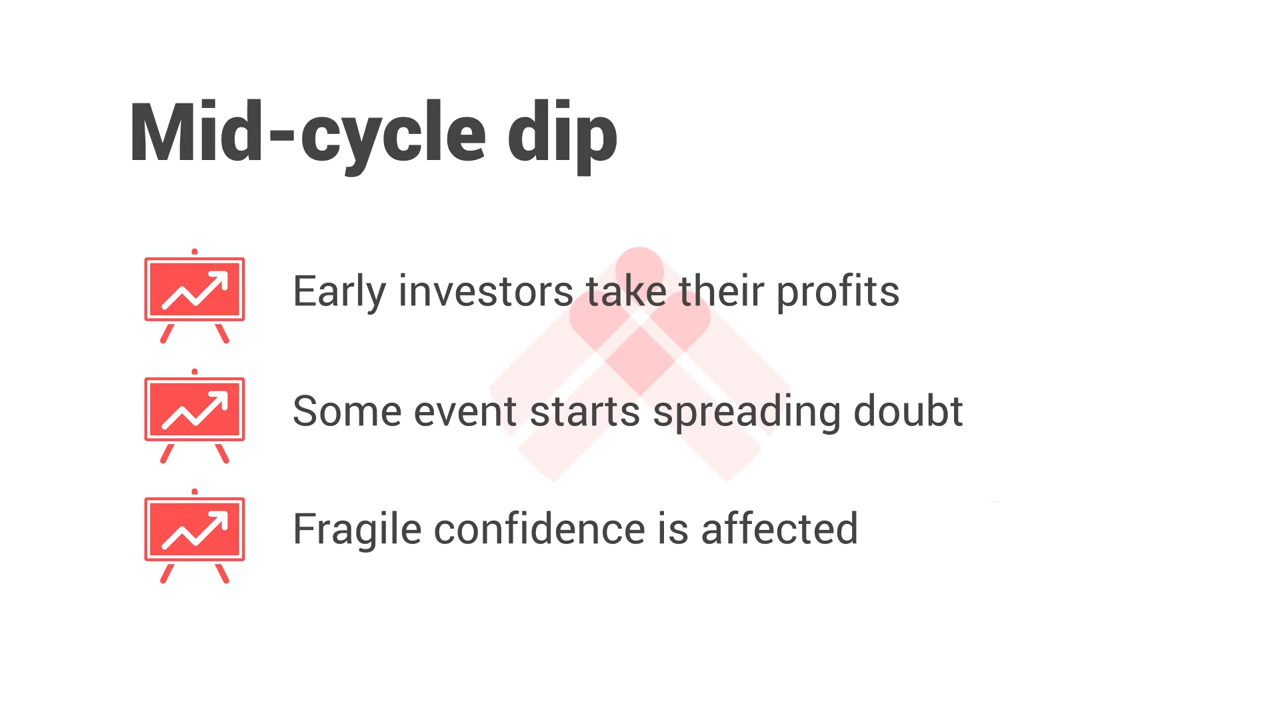 Mid-cycle dip
Early investors take their profits
Some event starts spreading doubt
Fragile confidence is affected